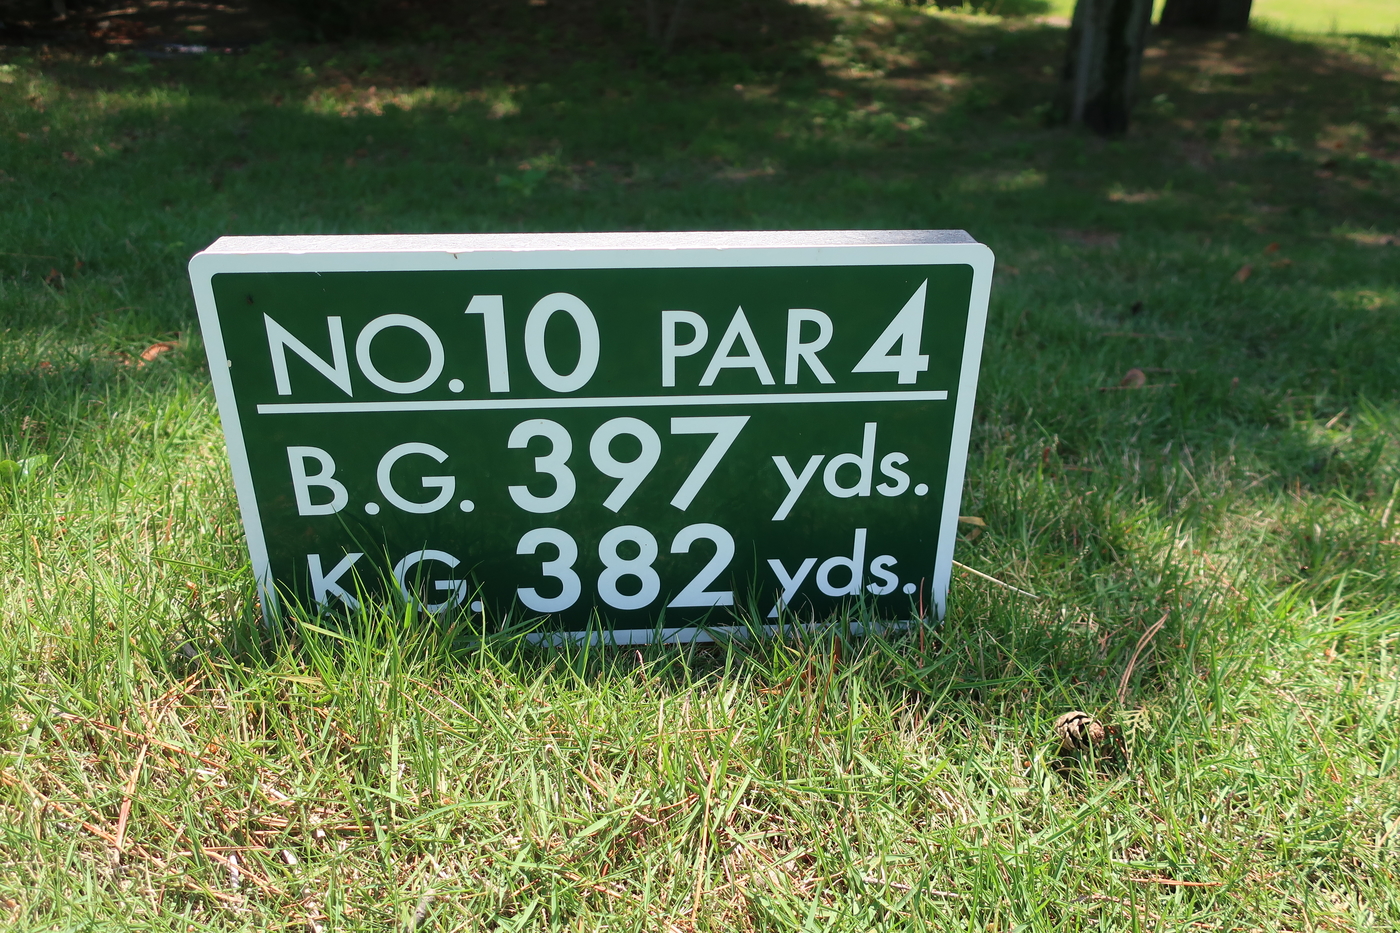 NO.10 PAR 4
B.G. 397 yds.
K.G. 382 yds.